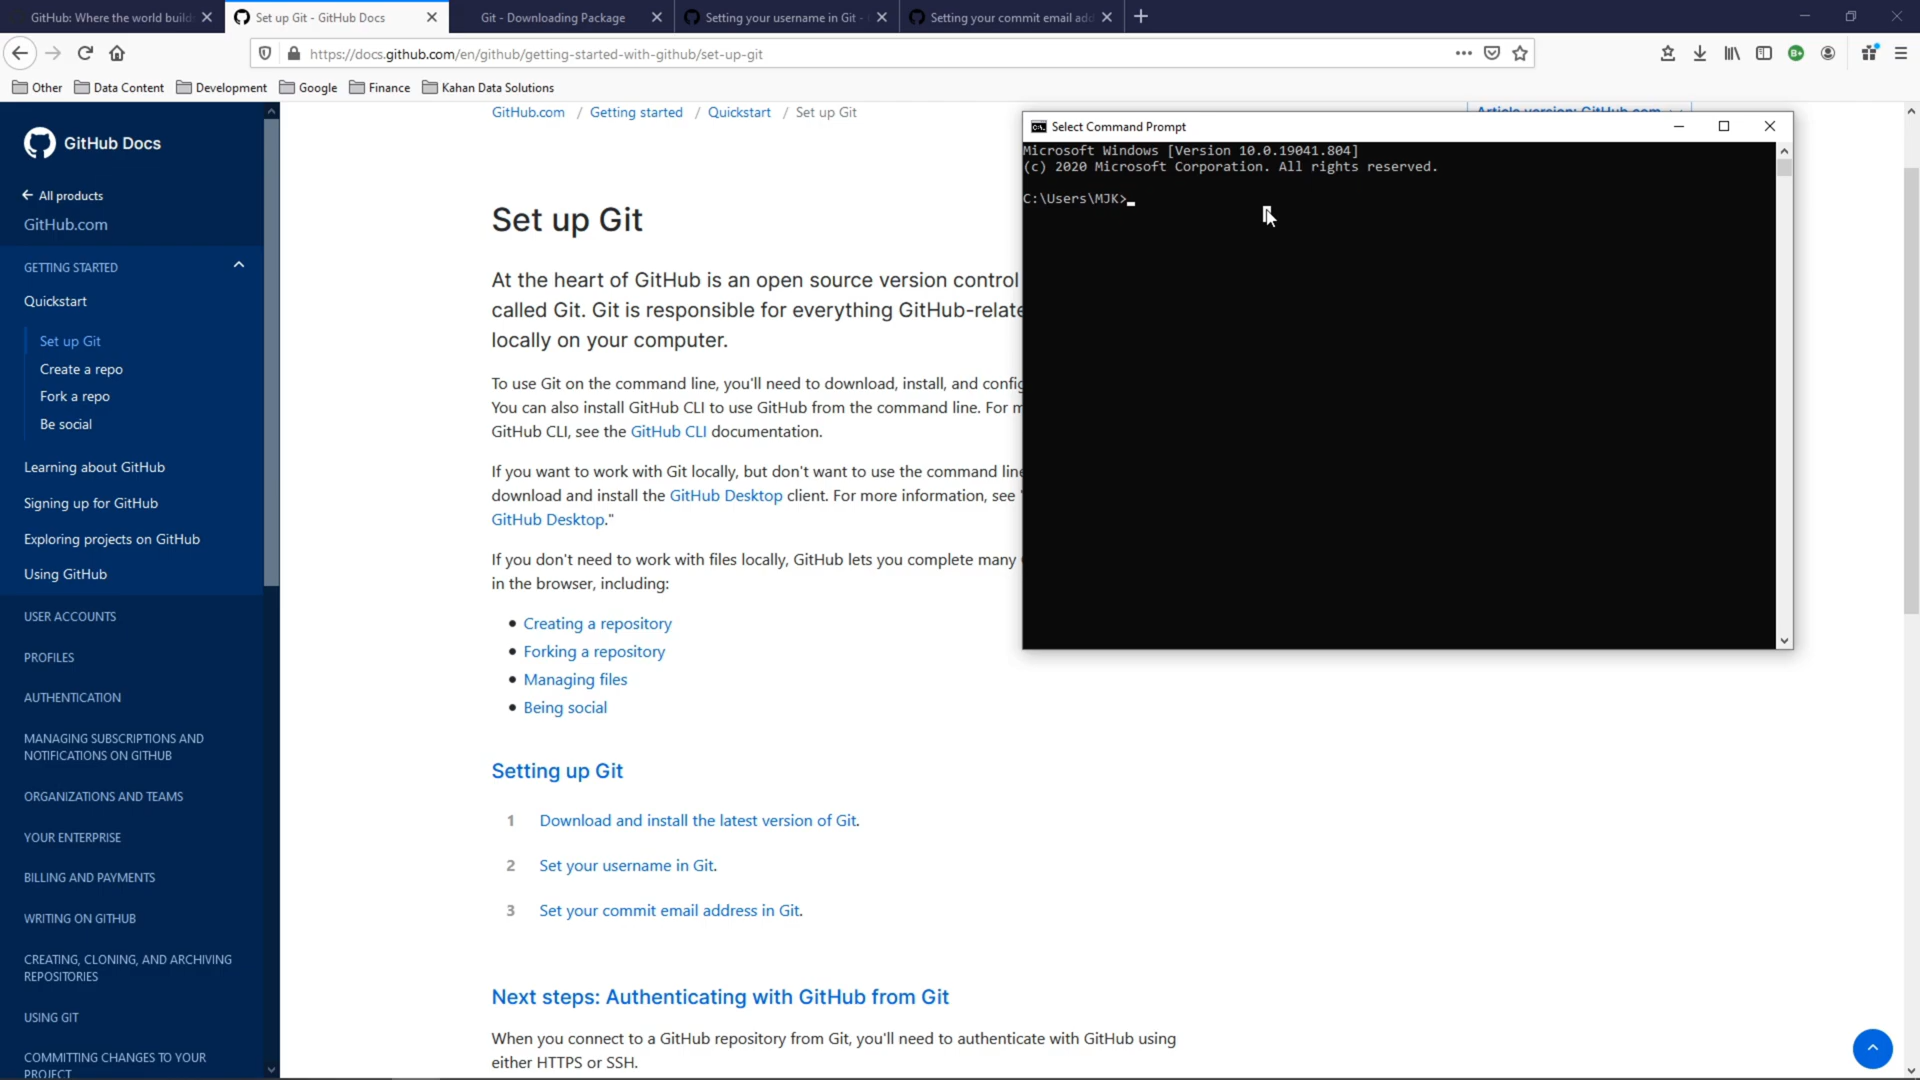 GitHub: Where the world build
Set up Git - GitHub Docs
Git - Downloading Package
Setting your username in Git -
Setting your commit email add
https://docs.github.com/en/github/getting-started-with-github/set-up-git
Other
Data Content
Development
Google
Finance
Kahan Data Solutions
GitHub Docs
All products
GitHub.com
GETTING STARTED
Quickstart
Set up Git
Create a repo
Fork a repo
Be social
Learning about GitHub
Signing up for GitHub
Exploring projects on GitHub
Using GitHub
USER ACCOUNTS
PROFILES
AUTHENTICATION
MANAGING SUBSCRIPTIONS AND
NOTIFICATIONS ON GITHUB
ORGANIZATIONS AND TEAMS
YOUR ENTERPRISE
BILLING AND PAYMENTS
WRITING ON GITHUB
CREATING, CLONING, AND ARCHIVING
REPOSITORIES
USING GIT
COMMITTING CHANGES TO YOUR
PROJECT
GitHub.com / Getting started / Quickstart / Set up Git
Article version: GitHub.com
Set up Git
At the heart of GitHub is an open source version control
called Git. Git is responsible for everything GitHub-relate
locally on your computer.
To use Git on the command line, you'll need to download, install, and config
You can also install GitHub CLI to use GitHub from the command line. For m
GitHub CLI, see the GitHub CLI documentation.
If you want to work with Git locally, but don't want to use the command line
download and install the GitHub Desktop client. For more information, see "
GitHub Desktop."
If you don't need to work with files locally, GitHub lets you complete many
in the browser, including:
• Creating a repository
• Forking a repository
• Managing files
• Being social
Setting up Git
1 Download and install the latest version of Git.
2 Set your username in Git.
3 Set your commit email address in Git.
Next steps: Authenticating with GitHub from Git
When you connect to a GitHub repository from Git, you'll need to authenticate with GitHub using
either HTTPS or SSH.
Select Command Prompt
Microsoft Windows [Version 10.0.19041.804]
(c) 2020 Microsoft Corporation. All rights reserved.
C:\Users\MJK>